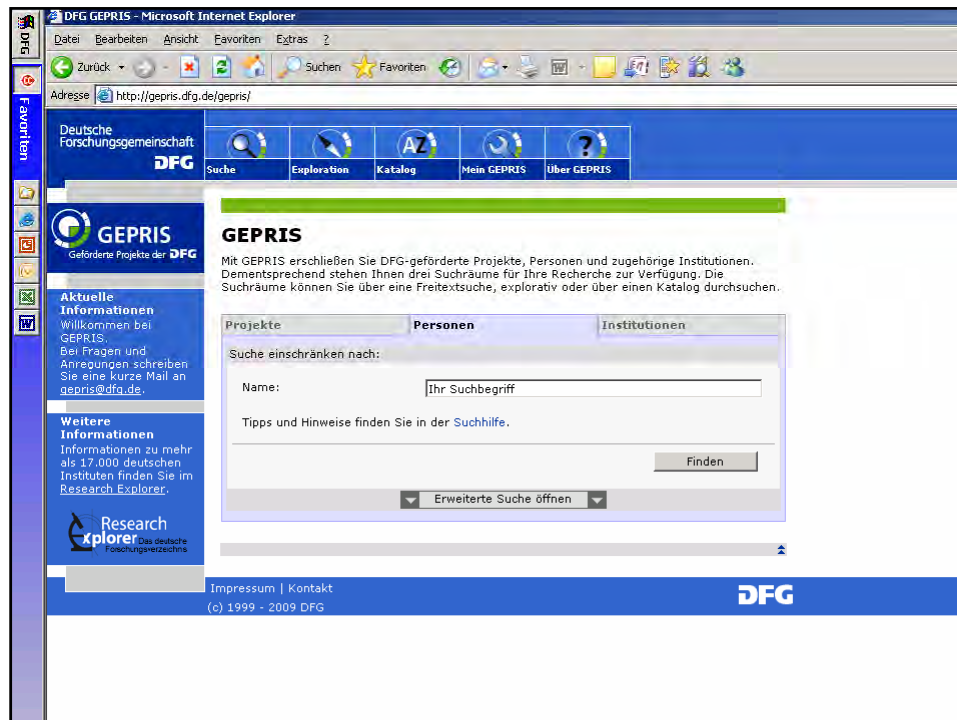 DFG GEPRIS - Microsoft Internet Explorer
DFG
Favoriten
Datei Bearbeiten Ansicht Favoriten Extras ?
Zurück Suchen Favoriten
Adresse http://gepris.dfg.de/gepris/
Deutsche
Forschungsgemeinschaft
DFG
AZ ?
Suche Exploration Katalog Mein GEPRIS Über GEPRIS
GEPRIS
Geförderte Projekte der DFG
Aktuelle
Informationen
Willkommen bei
GEPRIS.
Bei Fragen und
Anregungen schreiben
Sie eine kurze Mail an
gepris@dfg.de.
Weitere
Informationen
Informationen zu mehr
als 17.000 deutschen
Instituten finden Sie im
Research Explorer.
Research
Explorer Das deutsche
Forschungsverzeichnis
GEPRIS
Mit GEPRIS erschließen Sie DFG-geförderte Projekte, Personen und zugehörige Institutionen.
Dementsprechend stehen Ihnen drei Suchräume für Ihre Recherche zur Verfügung. Die
Suchräume können Sie über eine Freitextsuche, explorativ oder über einen Katalog durchsuchen.
Projekte Personen Institutionen
Suche einschränken nach:
Name: Ihr Suchbegriff
Tipps und Hinweise finden Sie in der Suchhilfe.
Finden
Erweiterte Suche öffnen
Impressum | Kontakt
(c) 1999 - 2009 DFG
DFG